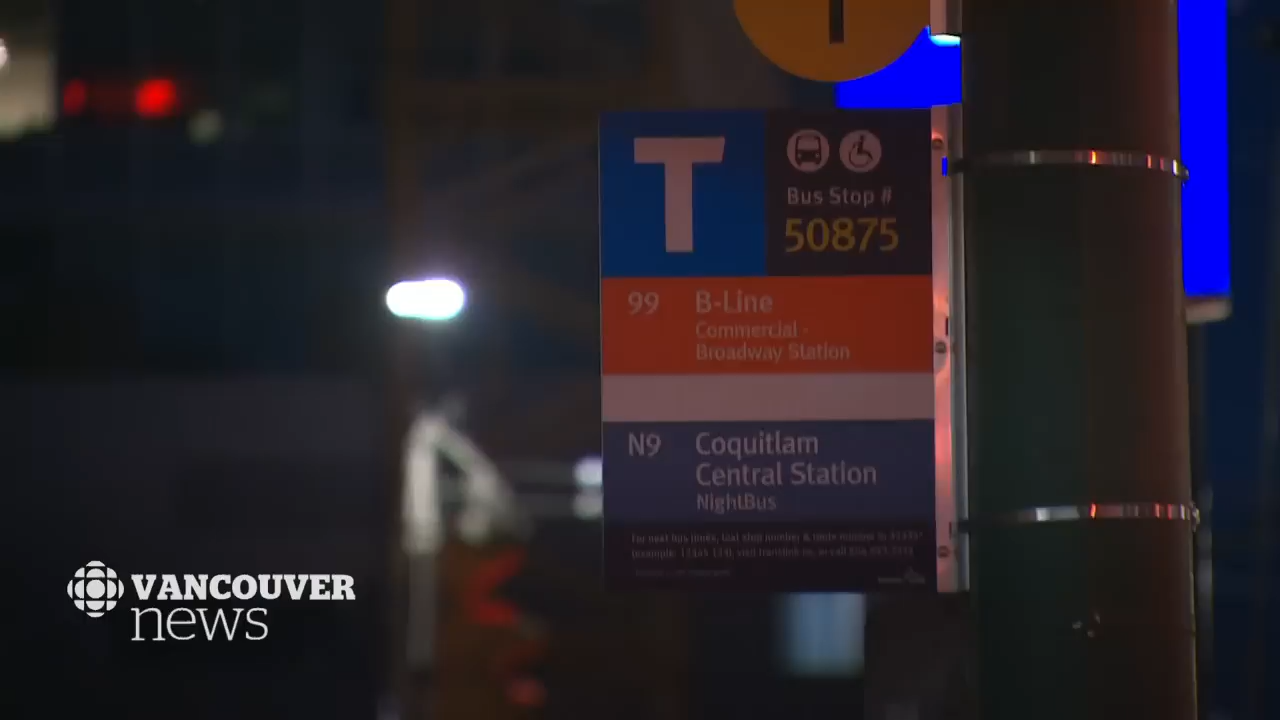 T
Bus Stop #
50875
99 B-Line
Commercial -
Broadway Station
N9 Coquitlam
Central Station
NightBus
VANCOUVER
news